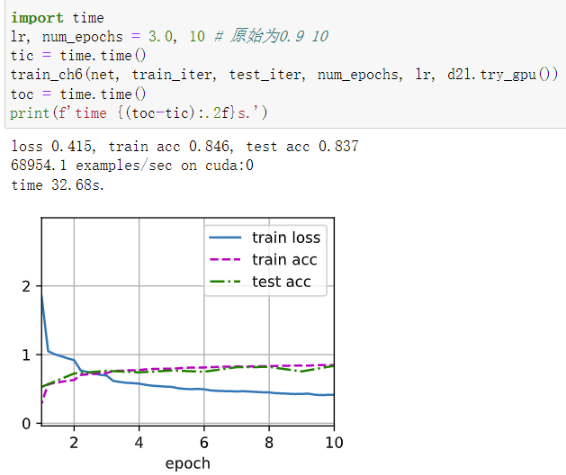 import time
lr, num_epochs = 3.0, 10 # 原始为0.9 10
tic = time.time()
train_ch6(net, train_iter, test_iter, num_epochs, lr, d2l.try_gpu())
toc = time.time()
print(f'time {(toc-tic):.2f}s.')
loss 0.415, train acc 0.846, test acc 0.837
68954.1 examples/sec on cuda:0
time 32.68s.
train loss
train acc
test acc
2
1
0
2 4 6 8 10
epoch